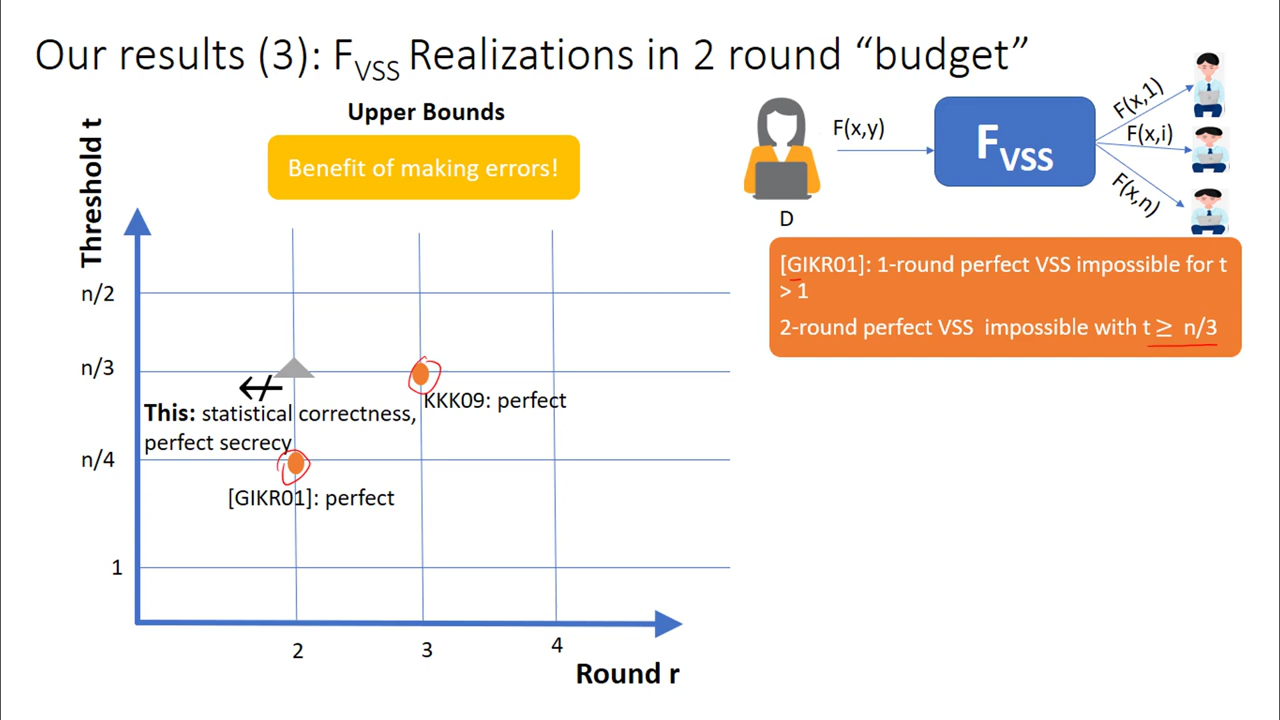 Our results (3): F_VSS Realizations in 2 round “budget”
Upper Bounds
Benefit of making errors!
Threshold t
n/2
n/3
n/4
1
2
3
4
Round r
This: statistical correctness,
perfect secrecy
KKK09: perfect
[GIKR01]: perfect
D
F(x,y)
F_VSS
F(x,1)
F(x,i)
F(x,n)
[GIKR01]: 1-round perfect VSS impossible for t
> 1
2-round perfect VSS impossible with t ≥ n/3